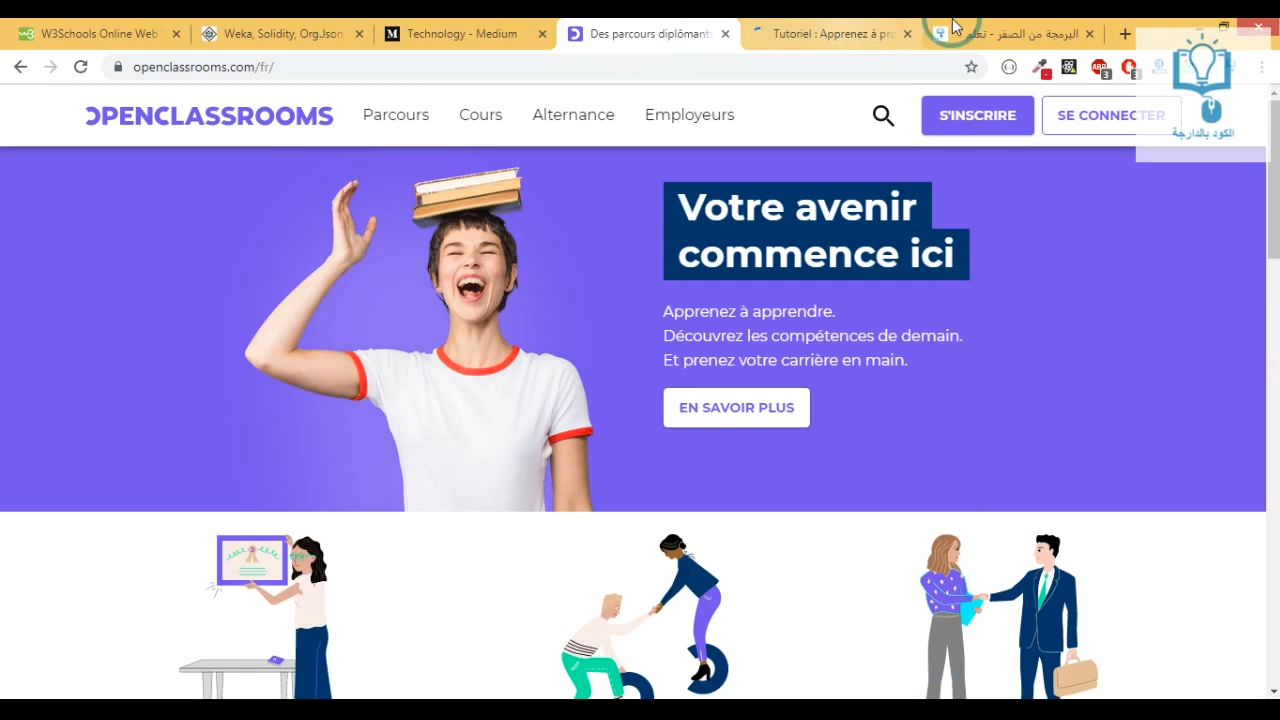 W3Schools Online Web
Weka, Solidity, Org.Json
Technology - Medium
Des parcours diplômants
Tutoriel : Apprenez à pro
البرمجة من الصفر - تعلم
openclassrooms.com/fr/
OPENCLASSROOMS
Parcours
Cours
Alternance
Employeurs
S'INSCRIRE
SE CONNECTER
الكود بالدارجة
Votre avenir
commence ici
Apprenez à apprendre.
Découvrez les compétences de demain.
Et prenez votre carrière en main.
EN SAVOIR PLUS